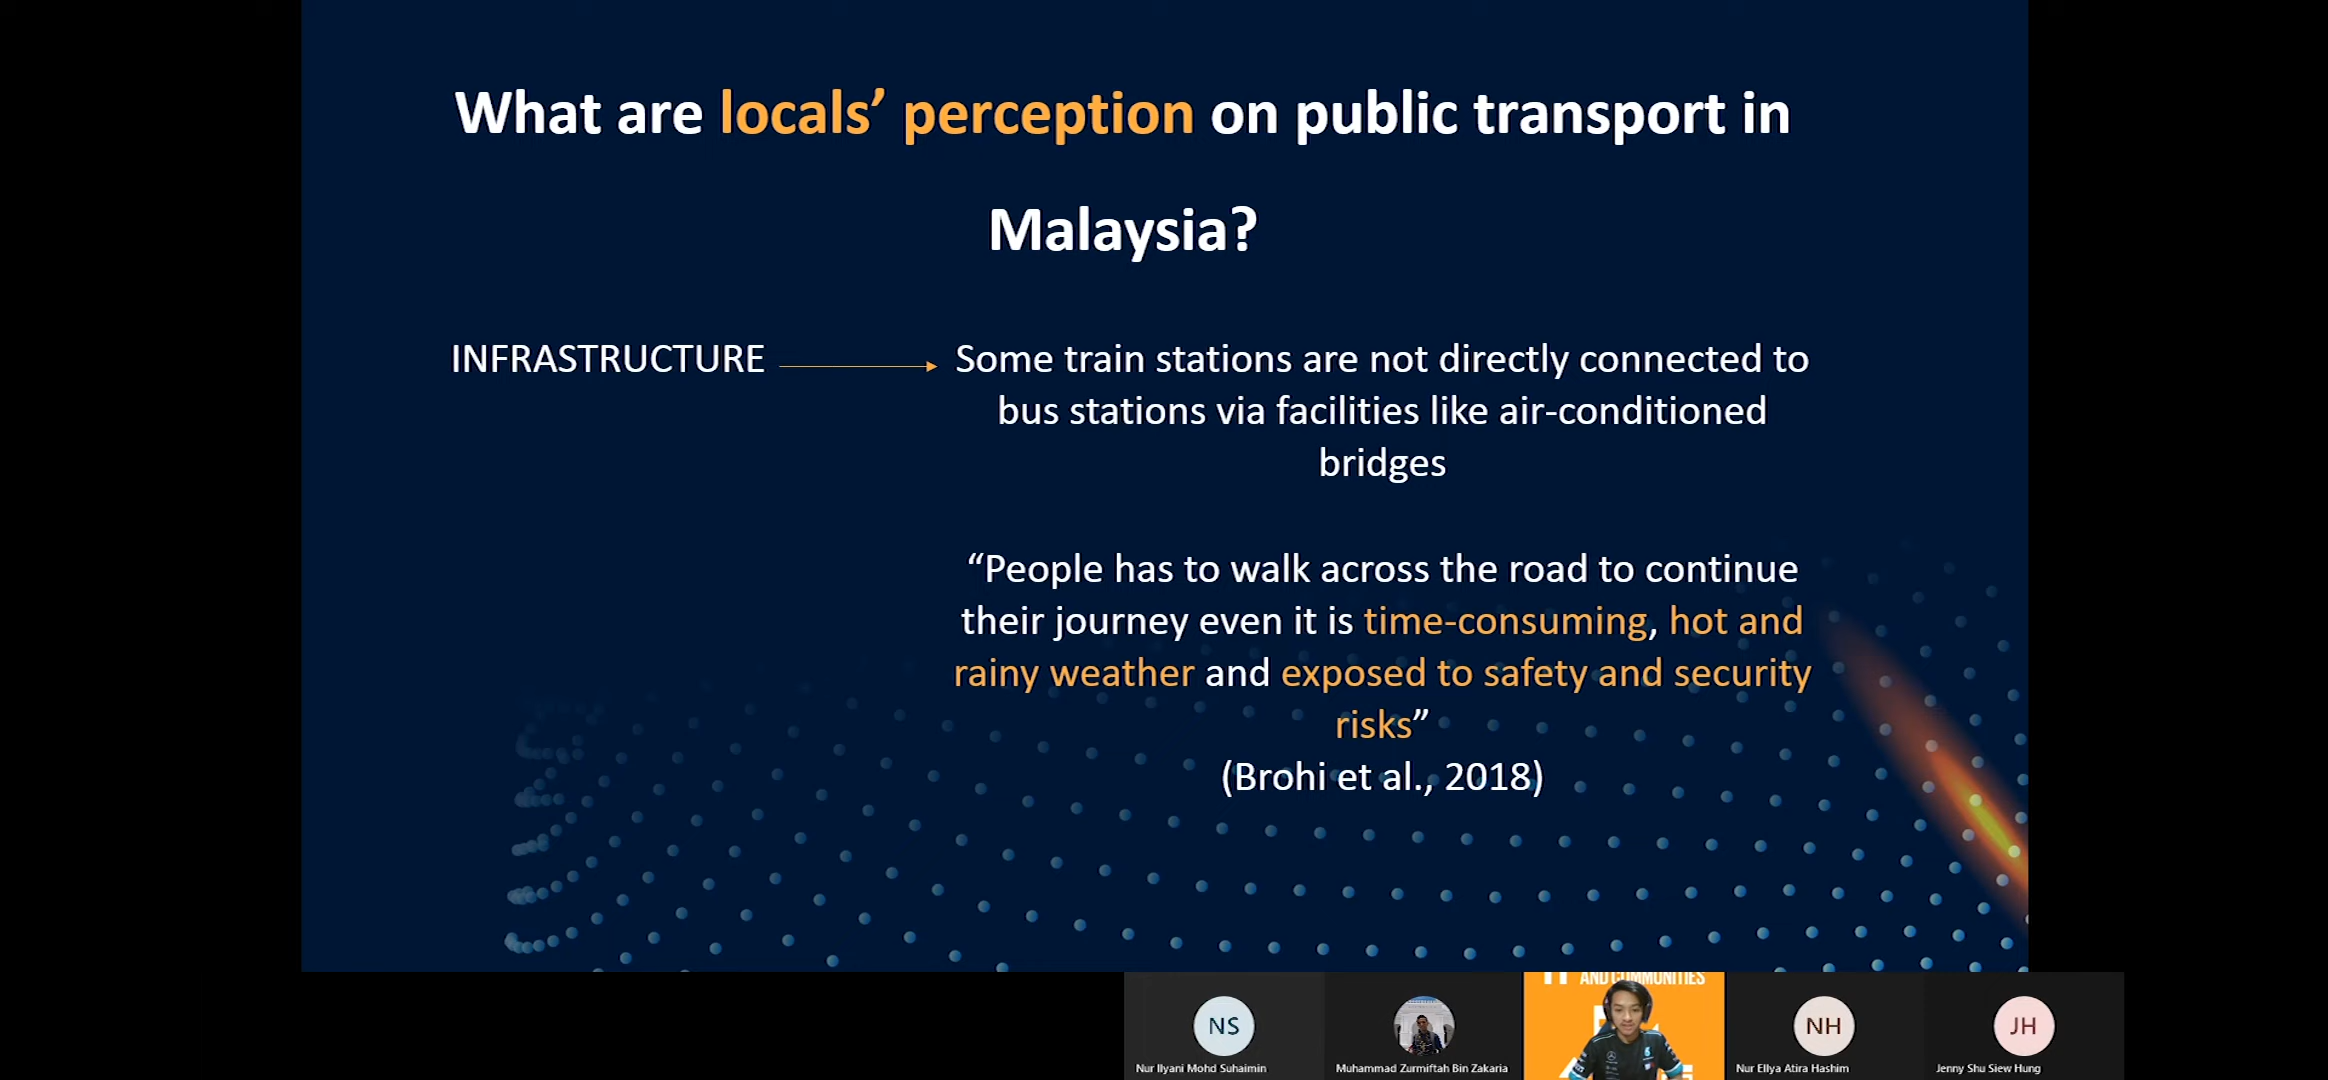 What are locals’ perception on public transport in
Malaysia?
INFRASTRUCTURE
Some train stations are not directly connected to
bus stations via facilities like air-conditioned
bridges
“People has to walk across the road to continue
their journey even it is time-consuming, hot and
rainy weather and exposed to safety and security
risks”
(Brohi et al., 2018)
AND COMMUNITIES
NS
NH
JH
Nur Ilyani Mohd Suhaimin
Muhammad Zurmiftah Bin Zakaria
Nur Ellya Atira Hashim
Jenny Shu Siew Hung